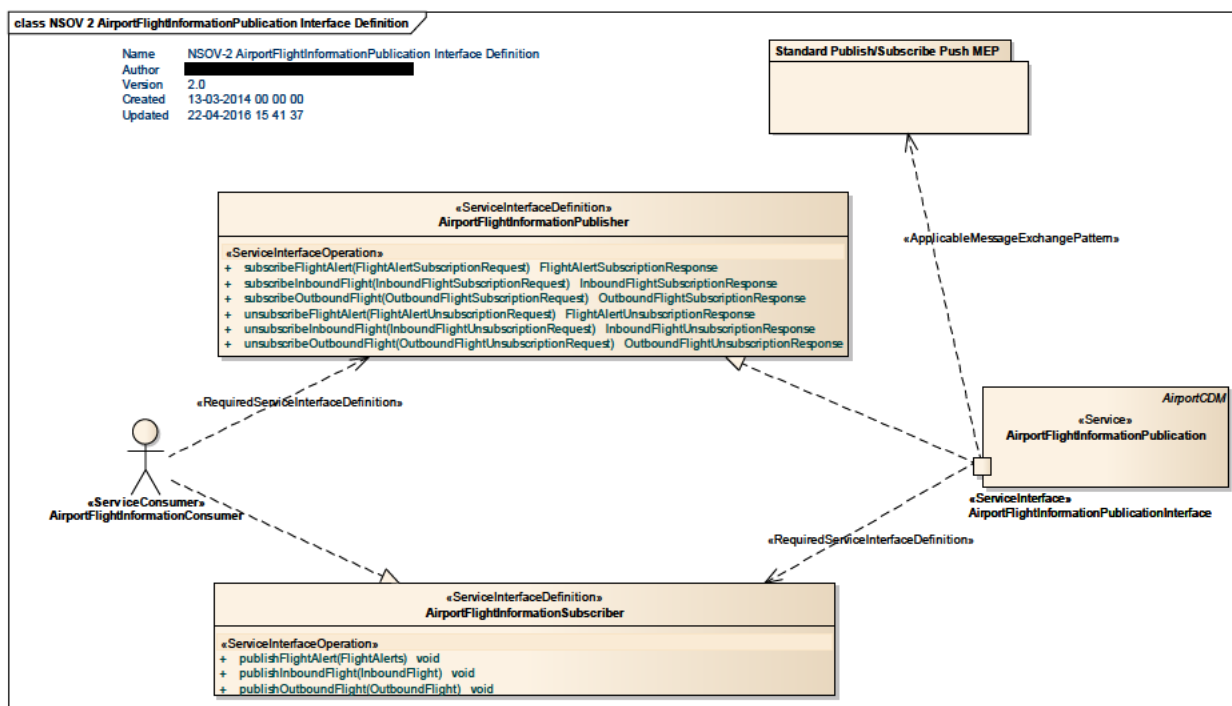 class NSOV 2 AirportFlightInformationPublication Interface Definition
Name NSOV-2 AirportFlightInformationPublication Interface Definition
Author
Version 2.0
Created 13-03-2014 00 00 00
Updated 22-04-2016 15 41 37
Standard Publish/Subscribe Push MEP
«ServiceInterfaceDefinition»
AirportFlightInformationPublisher
«ServiceInterfaceOperation»
+ subscribeFlightAlert(FlightAlertSubscriptionRequest) FlightAlertSubscriptionResponse
+ subscribeInboundFlight(InboundFlightSubscriptionRequest) InboundFlightSubscriptionResponse
+ subscribeOutboundFlight(OutboundFlightSubscriptionRequest) OutboundFlightSubscriptionResponse
+ unsubscribeFlightAlert(FlightAlertUnsubscriptionRequest) FlightAlertUnsubscriptionResponse
+ unsubscribeInboundFlight(InboundFlightUnsubscriptionRequest) InboundFlightUnsubscriptionResponse
+ unsubscribeOutboundFlight(OutboundFlightUnsubscriptionRequest) OutboundFlightUnsubscriptionResponse
«ApplicableMessageExchangePattern»
«RequiredServiceInterfaceDefinition»
AirportCDM
«Service»
AirportFlightInformationPublication
«ServiceConsumer»
AirportFlightInformationConsumer
«ServiceInterface»
AirportFlightInformationPublicationInterface
«RequiredServiceInterfaceDefinition»
«ServiceInterfaceDefinition»
AirportFlightInformationSubscriber
«ServiceInterfaceOperation»
+ publishFlightAlert(FlightAlerts) void
+ publishInboundFlight(InboundFlight) void
+ publishOutboundFlight(OutboundFlight) void